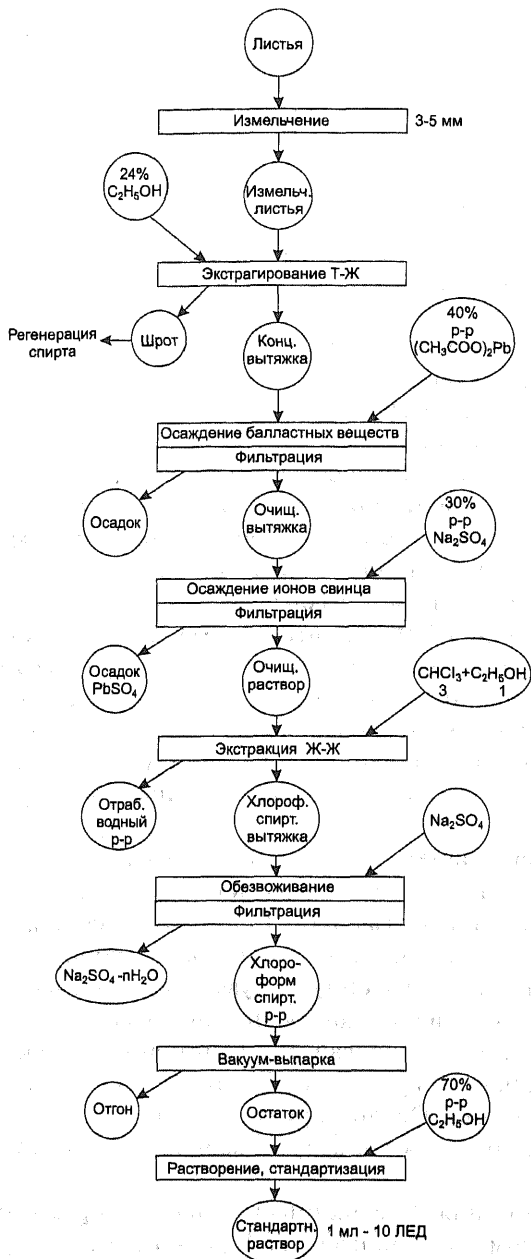 Листья
Измельчение
3-5 мм
24%
C₂H₅OH
Измельч.
листья
Экстрагирование Т-Ж
Регенерация
спирта
Шрот
Конц.
вытяжка
40%
р-р
(CH₃COO)₂Pb
Осаждение балластных веществ
Фильтрация
Осадок
Очищ.
вытяжка
30%
р-р
Na₂SO₄
Осаждение ионов свинца
Фильтрация
Осадок
PbSO₄
Очищ.
раствор
CHCl₃+C₂H₅OH
3 1
Экстракция Ж-Ж
Отраб.
водный
р-р
Хлороф.
спирт.
вытяжка
Na₂SO₄
Обезвоживание
Фильтрация
Na₂SO₄-nH₂O
Хлоро-
форм
спирт.
р-р
Вакуум-выпарка
Отгон
Остаток
70%
р-р
C₂H₅OH
Растворение, стандартизация
Стандартн.
раствор
1 мл - 10 ЛЕД